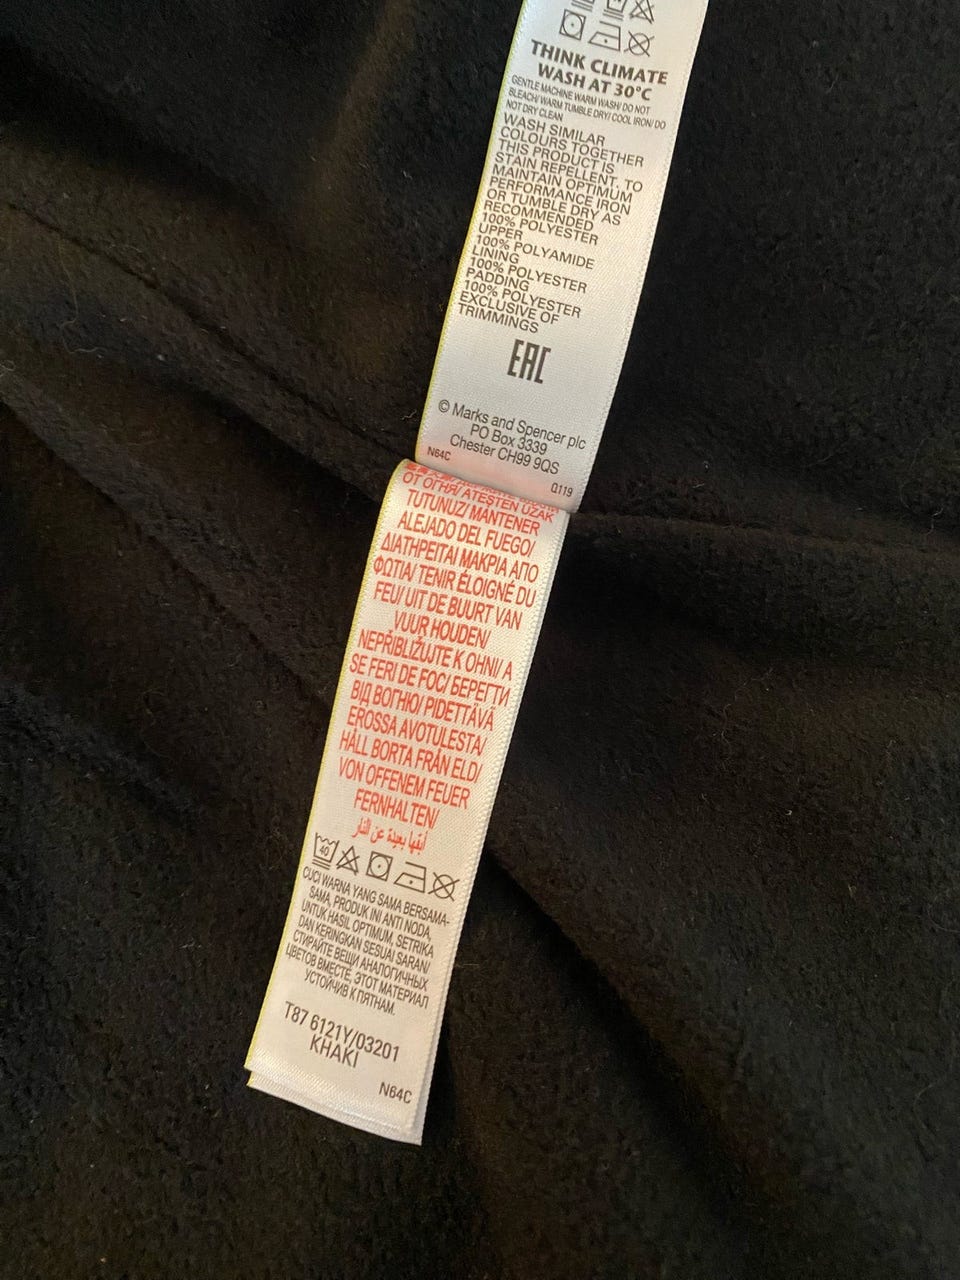 THINK CLIMATE
WASH AT 30°C
GENTLE MACHINE WARM WASH/ DO NOT
BLEACH/ WARM TUMBLE DRY/ COOL IRON/ DO
NOT DRY CLEAN
WASH SIMILAR
COLOURS TOGETHER
THIS PRODUCT IS
STAIN REPELLENT, TO
MAINTAIN OPTIMUM
PERFORMANCE IRON
OR TUMBLE DRY AS
RECOMMENDED
100% POLYESTER
UPPER
100% POLYAMIDE
LINING
100% POLYESTER
PADDING
100% POLYESTER
EXCLUSIVE OF
TRIMMINGS
EAC
© Marks and Spencer plc
PO Box 3339
Chester CH99 9QS
N64C
Q119
ОТ ОГНЯ/ ATEŞTEN UZAK
TUTUNUZ/ MANTENER
ALEJADO DEL FUEGO/
ΔΙΑΤΗΡΕΙΤΑΙ ΜΑΚΡΙΑ ΑΠΟ
ΦΩΤΙΑ/ TENIR ÉLOIGNÉ DU
FEU/ UIT DE BUURT VAN
VUUR HOUDEN/
NEPŘIBLIŽUJTE K OHNI/ A
SE FERI DE FOC/ БЕРЕГТИ
ВІД ВОГНЮ/ PIDETTÄVÄ
EROSSA AVOTULESTA/
HÅLL BORTA FRÅN ELD/
VON OFFENEM FEUER
FERNHALTEN/
أبقها بعيدة عن النار
40
CUCI WARNA YANG SAMA BERSAMA-
SAMA. PRODUK INI ANTI NODA,
UNTUK HASIL OPTIMUM, SETRIKA
DAN KERINGKAN SESUAI SARAN/
СТИРАЙТЕ ВЕЩИ АНАЛОГИЧНЫХ
ЦВЕТОВ ВМЕСТЕ, ЭТОТ МАТЕРИАЛ
УСТОЙЧИВ К ПЯТНАМ.
T87 6121Y/03201
KHAKI
N64C